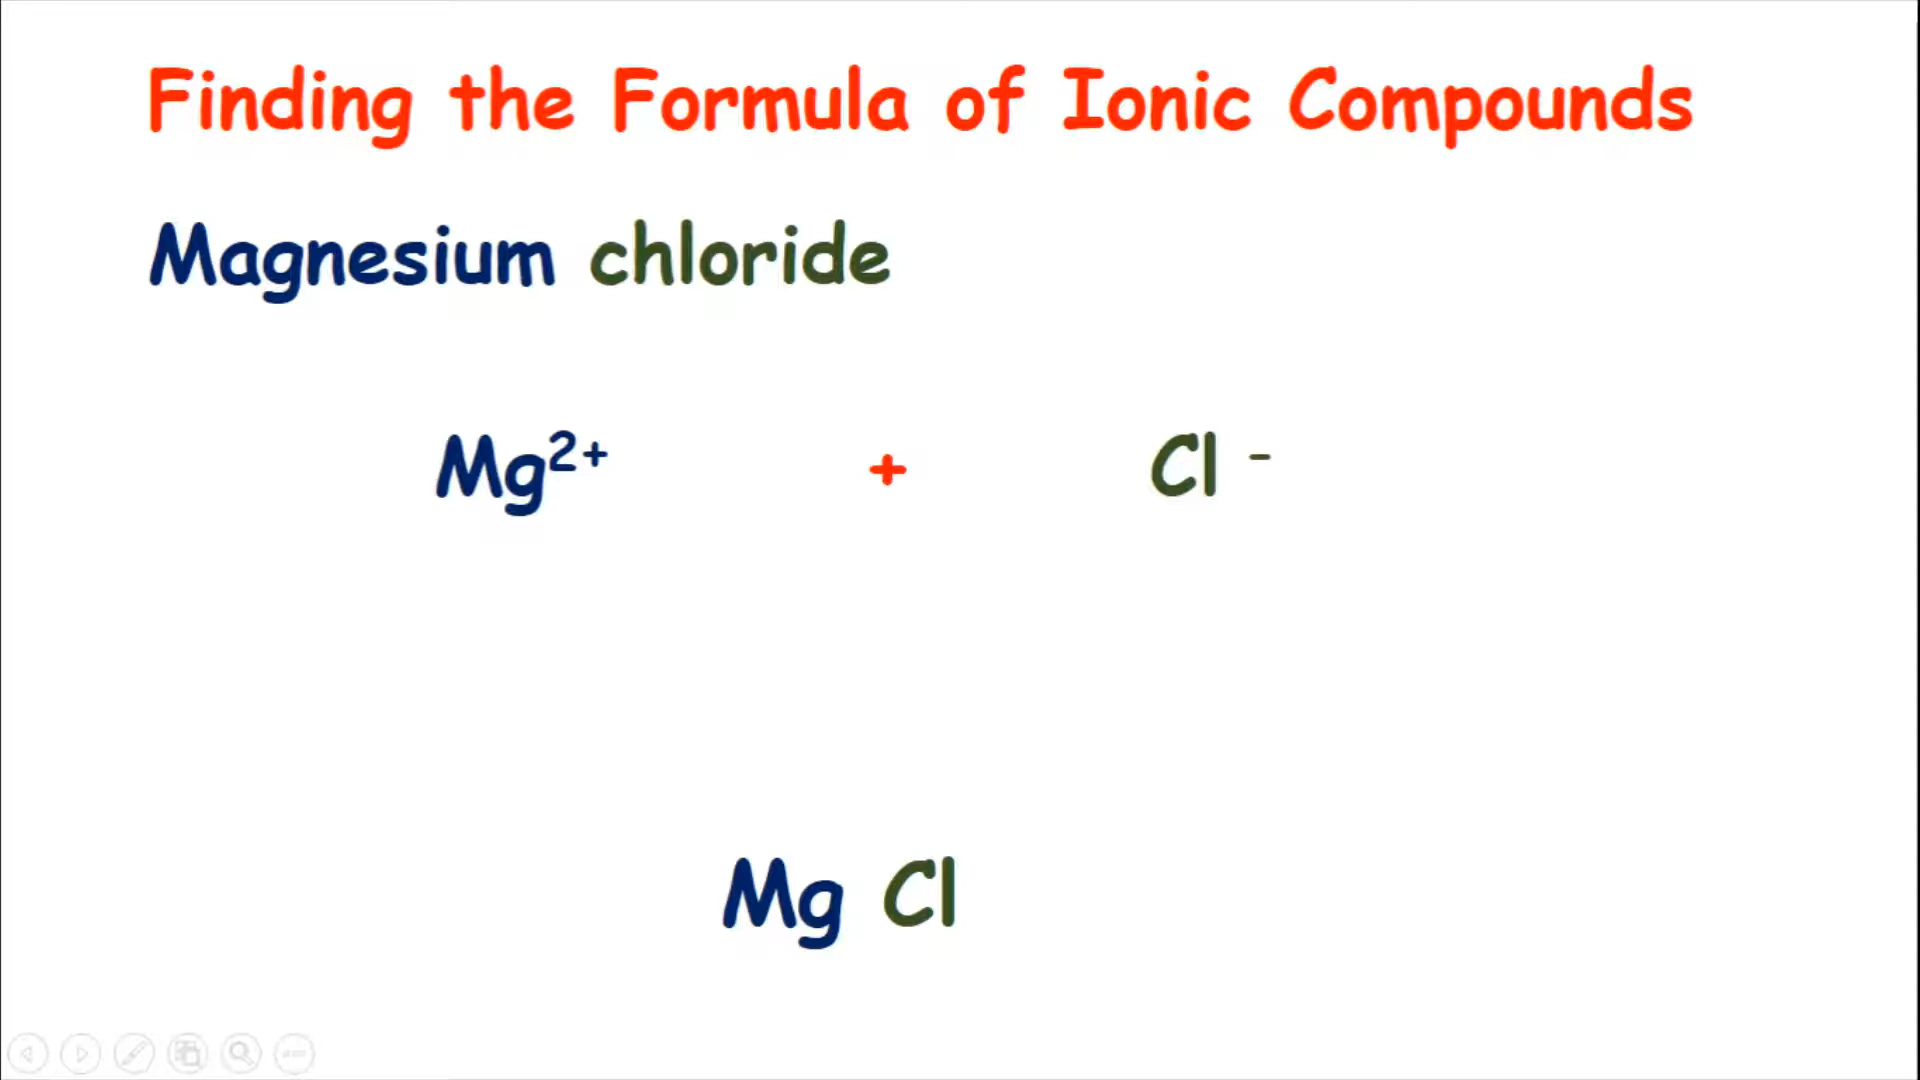 Finding the Formula of Ionic Compounds
Magnesium chloride
Mg²⁺ + Cl ⁻
Mg Cl